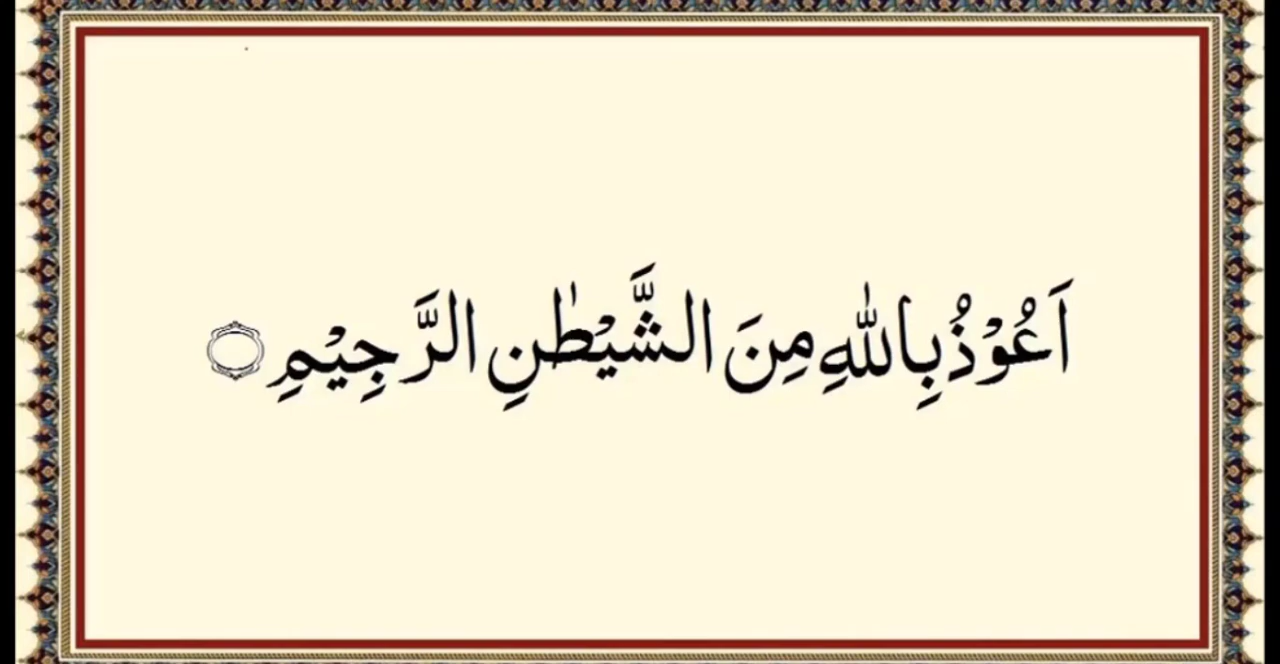 اَعُوْذُ بِاللّٰهِ مِنَ الشَّيْطٰنِ الرَّجِيْمِ ۝